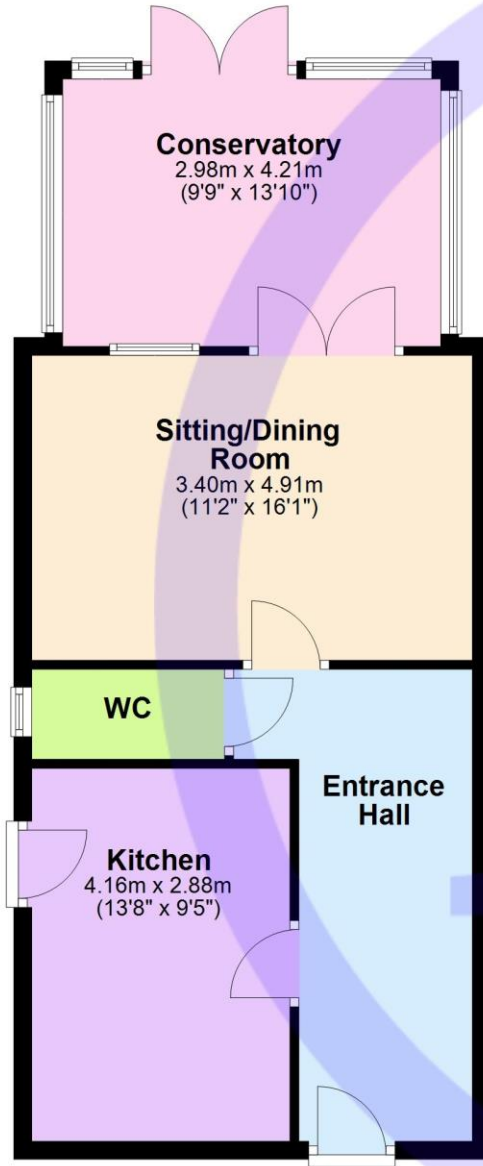 Conservatory
2.98m x 4.21m
(9'9" x 13'10")
Sitting/Dining
Room
3.40m x 4.91m
(11'2" x 16'1")
WC
Entrance
Hall
Kitchen
4.16m x 2.88m
(13'8" x 9'5")